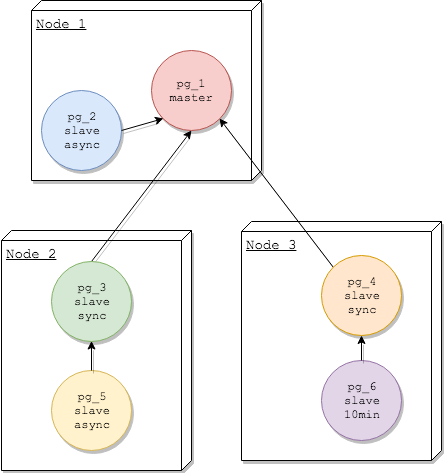 Node 1
pg_1
master
pg_2
slave
async
Node 2
pg_3
slave
sync
pg_5
slave
async
Node 3
pg_4
slave
sync
pg_6
slave
10min